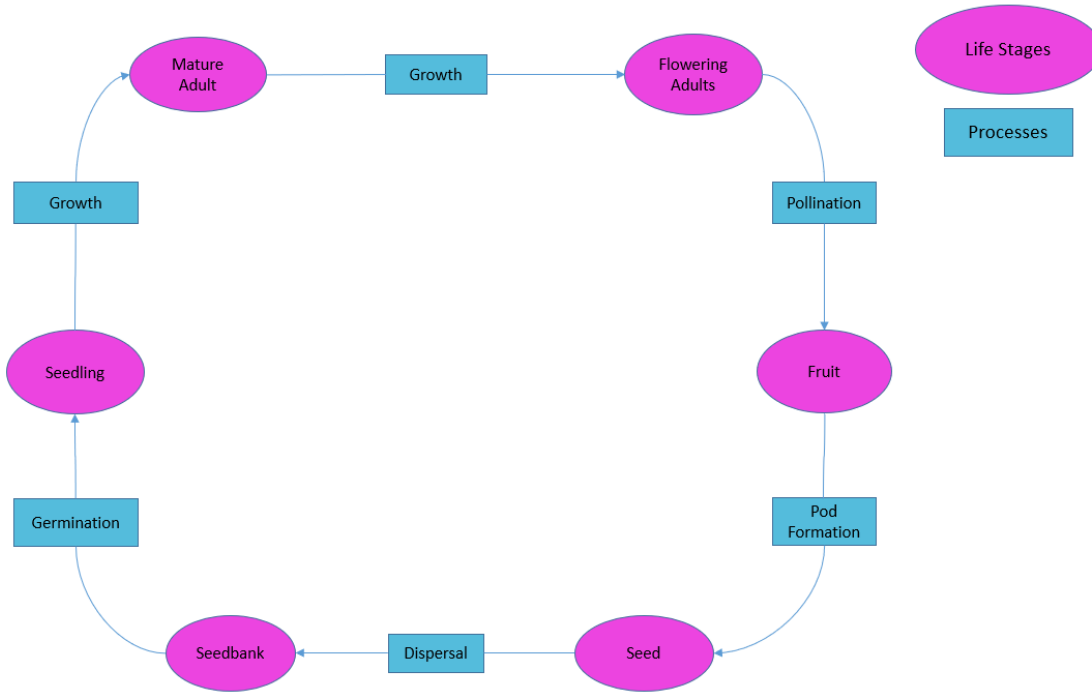 Mature
Adult
Growth
Flowering
Adults
Life Stages
Processes
Growth
Pollination
Seedling
Fruit
Germination
Pod
Formation
Seedbank
Dispersal
Seed